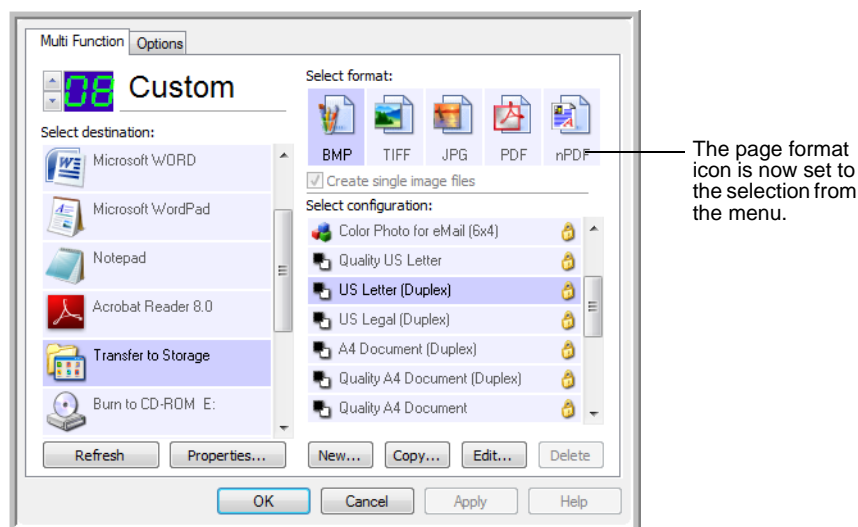 Multi Function
Options
08
Custom
Select destination:
Microsoft WORD
Microsoft WordPad
Notepad
Acrobat Reader 8.0
Transfer to Storage
Burn to CD-ROM E:
Refresh
Properties...
Select format:
BMP
TIFF
JPG
PDF
nPDF
Create single image files
Select configuration:
Color Photo for eMail (6x4)
Quality US Letter
US Letter (Duplex)
US Legal (Duplex)
A4 Document (Duplex)
Quality A4 Document (Duplex)
Quality A4 Document
New...
Copy...
Edit...
Delete
OK
Cancel
Apply
Help
The page format
icon is now set to
the selection from
the menu.